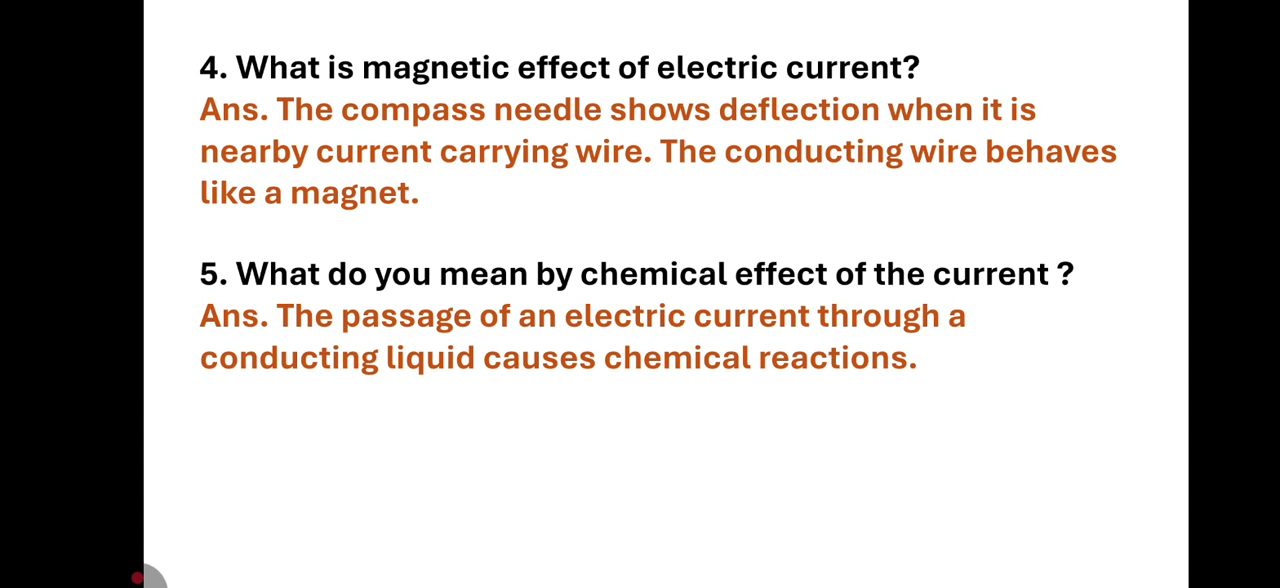 4. What is magnetic effect of electric current?
Ans. The compass needle shows deflection when it is
nearby current carrying wire. The conducting wire behaves
like a magnet.
5. What do you mean by chemical effect of the current ?
Ans. The passage of an electric current through a
conducting liquid causes chemical reactions.